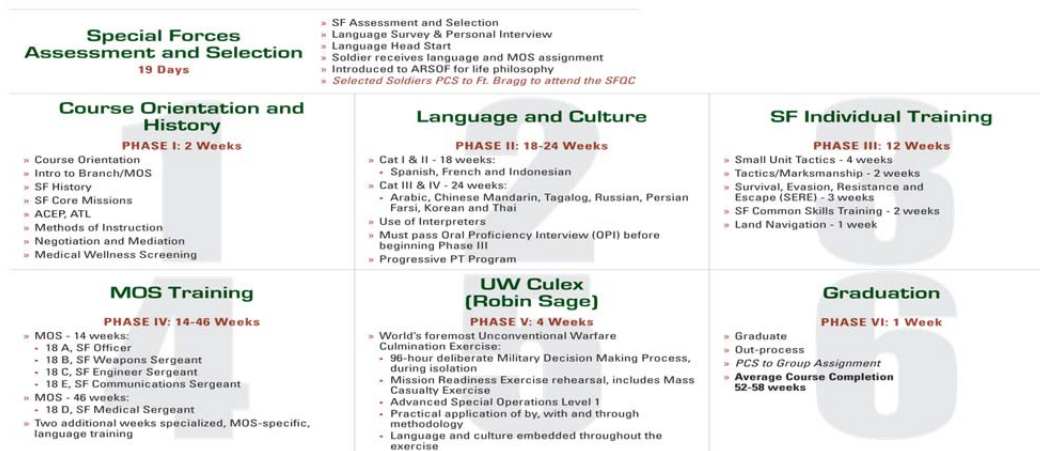 Special Forces
Assessment and Selection
19 Days
» SF Assessment and Selection
» Language Survey & Personal Interview
» Language Head Start
» Soldier receives language and MOS assignment
» Introduced to ARSOF for life philosophy
» Selected Soldiers PCS to Ft. Bragg to attend the SFQC
1
Course Orientation and
History
PHASE I: 2 Weeks
» Course Orientation
» Intro to Branch/MOS
» SF History
» SF Core Missions
» ACEP, ATL
» Methods of Instruction
» Negotiation and Mediation
» Medical Wellness Screening
2
Language and Culture
PHASE II: 18-24 Weeks
» Cat I & II - 18 weeks:
- Spanish, French and Indonesian
» Cat III & IV - 24 weeks:
- Arabic, Chinese Mandarin, Tagalog, Russian, Persian
Farsi, Korean and Thai
» Use of Interpreters
» Must pass Oral Proficiency Interview (OPI) before
beginning Phase III
» Progressive PT Program
3
SF Individual Training
PHASE III: 12 Weeks
» Small Unit Tactics - 4 weeks
» Tactics/Marksmanship - 2 weeks
» Survival, Evasion, Resistance and
Escape (SERE) - 3 weeks
» SF Common Skills Training - 2 weeks
» Land Navigation - 1 week
4
MOS Training
PHASE IV: 14-46 Weeks
» MOS - 14 weeks:
- 18 A, SF Officer
- 18 B, SF Weapons Sergeant
- 18 C, SF Engineer Sergeant
- 18 E, SF Communications Sergeant
» MOS - 46 weeks:
- 18 D, SF Medical Sergeant
» Two additional weeks specialized, MOS-specific,
language training
5
UW Culex
(Robin Sage)
PHASE V: 4 Weeks
» World's foremost Unconventional Warfare
Culmination Exercise:
- 96-hour deliberate Military Decision Making Process,
during isolation
- Mission Readiness Exercise rehearsal, includes Mass
Casualty Exercise
- Advanced Special Operations Level 1
- Practical application of by, with and through
methodology
- Language and culture embedded throughout the
exercise
6
Graduation
PHASE VI: 1 Week
» Graduate
» Out-process
» PCS to Group Assignment
» Average Course Completion
52-58 weeks